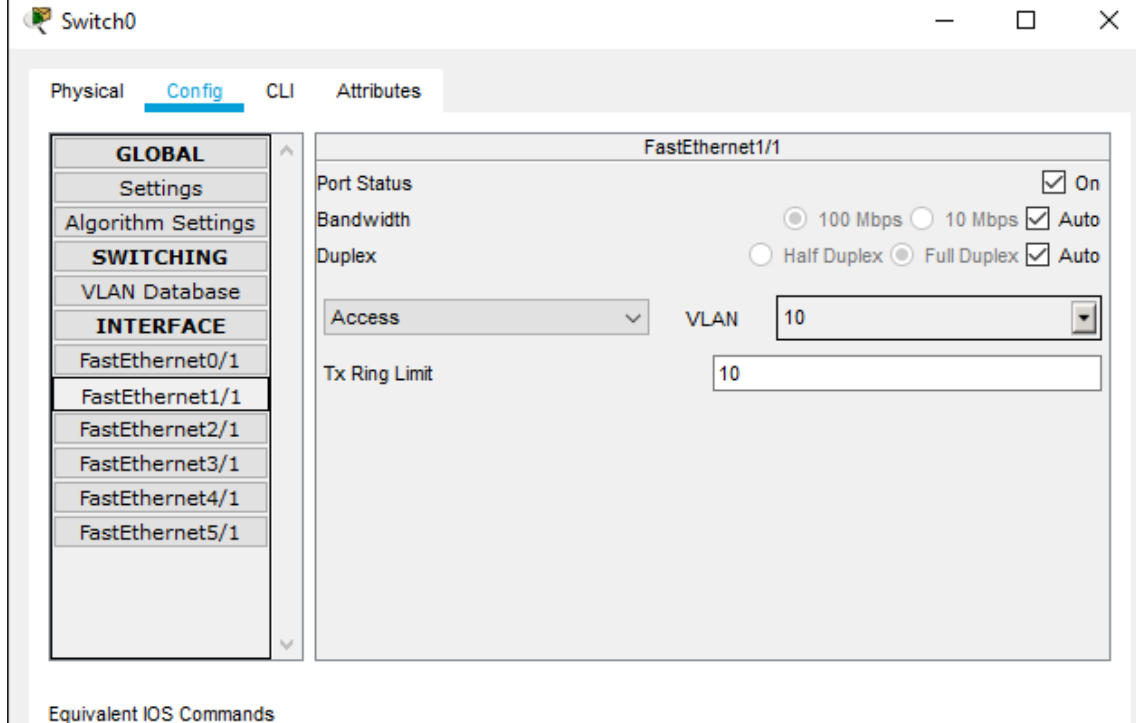 Switch0
Physical Config CLI Attributes
GLOBAL
Settings
Algorithm Settings
SWITCHING
VLAN Database
INTERFACE
FastEthernet0/1
FastEthernet1/1
FastEthernet2/1
FastEthernet3/1
FastEthernet4/1
FastEthernet5/1
FastEthernet1/1
Port Status On
Bandwidth 100 Mbps 10 Mbps Auto
Duplex Half Duplex Full Duplex Auto
Access VLAN 10
Tx Ring Limit 10
Equivalent IOS Commands